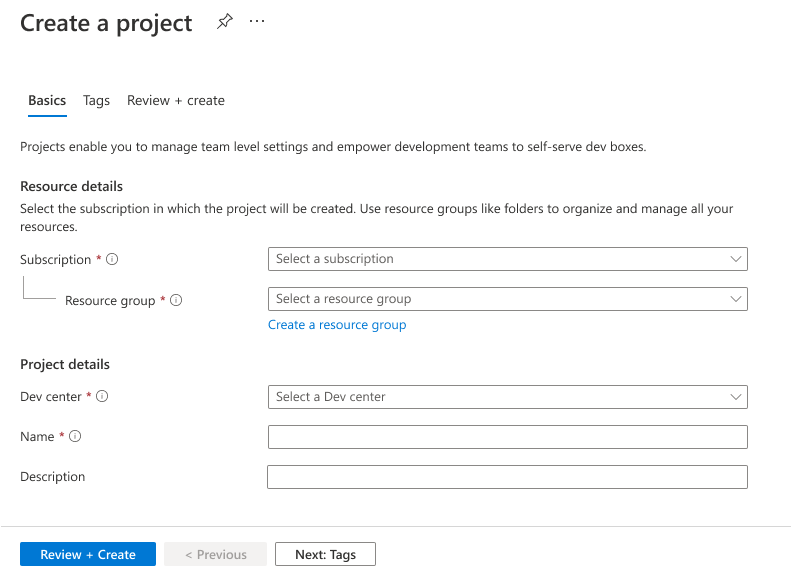 Create a project
Basics Tags Review + create
Projects enable you to manage team level settings and empower development teams to self-serve dev boxes.
Resource details
Select the subscription in which the project will be created. Use resource groups like folders to organize and manage all your
resources.
Subscription * Select a subscription
Resource group * Select a resource group
Create a resource group
Project details
Dev center * Select a Dev center
Name *
Description
Review + Create < Previous Next: Tags